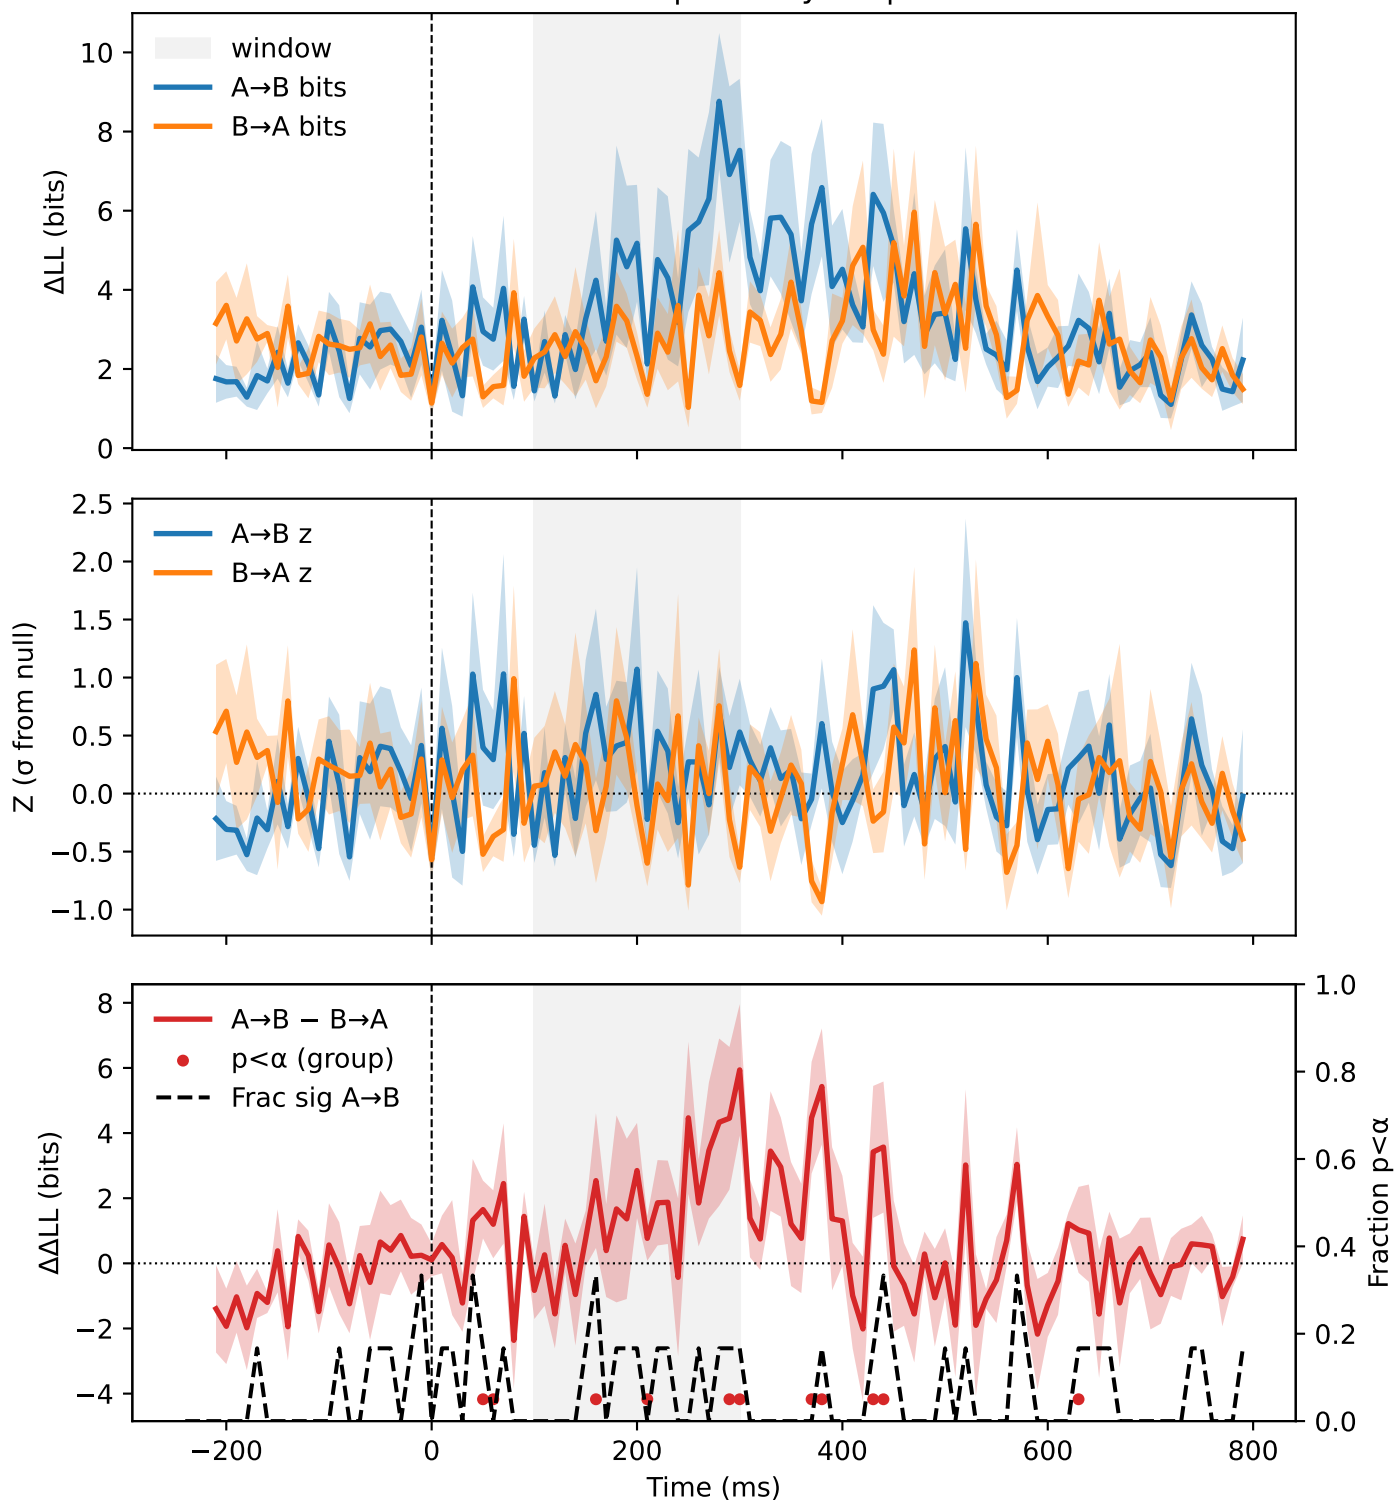 10
8
6
4
2
0
ΔLL (bits)
window
A→B bits
B→A bits
2.5
2.0
1.5
1.0
0.5
0.0
−0.5
−1.0
Z (σ from null)
A→B z
B→A z
8
6
4
2
0
−2
−4
ΔΔLL (bits)
A→B − B→A
p<α (group)
Frac sig A→B
1.0
0.8
0.6
0.4
0.2
0.0
Fraction p<α
−200
0
200
400
600
800
Time (ms)